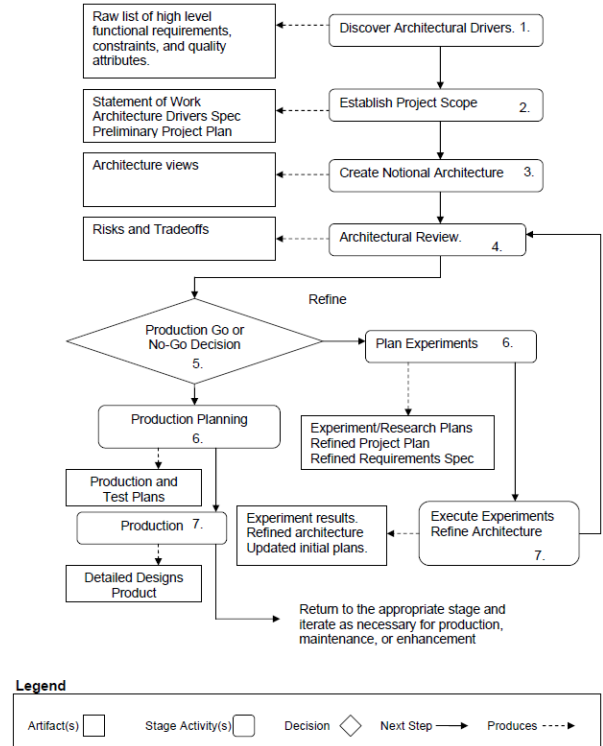 Raw list of high level
functional requirements,
constraints, and quality
attributes.
Discover Architectural Drivers. 1.
Statement of Work
Architecture Drivers Spec
Preliminary Project Plan
Establish Project Scope
2.
Architecture views
Create Notional Architecture 3.
Risks and Tradeoffs
Architectural Review.
4.
Refine
Production Go or
No-Go Decision
5.
Plan Experiments 6.
Production Planning
6.
Experiment/Research Plans
Refined Project Plan
Refined Requirements Spec
Production and
Test Plans
Production 7.
Experiment results.
Refined architecture
Updated initial plans.
Execute Experiments
Refine Architecture
7.
Detailed Designs
Product
Return to the appropriate stage and
iterate as necessary for production,
maintenance, or enhancement
Legend
Artifact(s) Stage Activity(s) Decision Next Step Produces